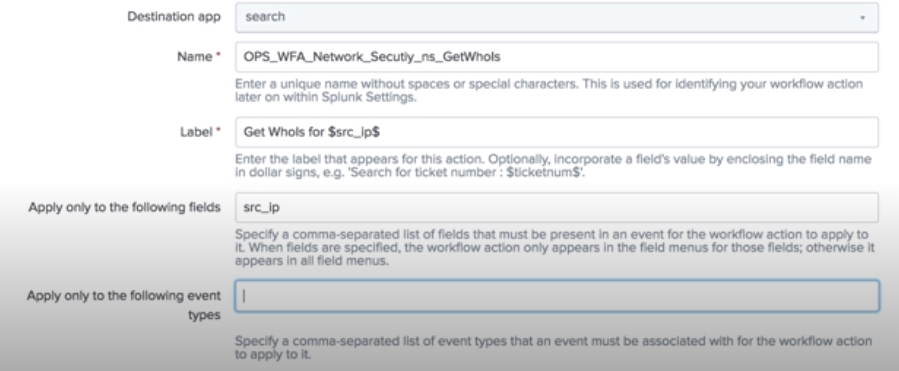 Destination app search
Name * OPS_WFA_Network_Secutiy_ns_GetWhoIs
Enter a unique name without spaces or special characters. This is used for identifying your workflow action
later on within Splunk Settings.
Label * Get WhoIs for $src_ip$
Enter the label that appears for this action. Optionally, incorporate a field's value by enclosing the field name
in dollar signs, e.g. 'Search for ticket number : $ticketnum$'.
Apply only to the following fields src_ip
Specify a comma-separated list of fields that must be present in an event for the workflow action to apply to
it. When fields are specified, the workflow action only appears in the field menus for those fields; otherwise it
appears in all field menus.
Apply only to the following event
types
Specify a comma-separated list of event types that an event must be associated with for the workflow action
to apply to it.